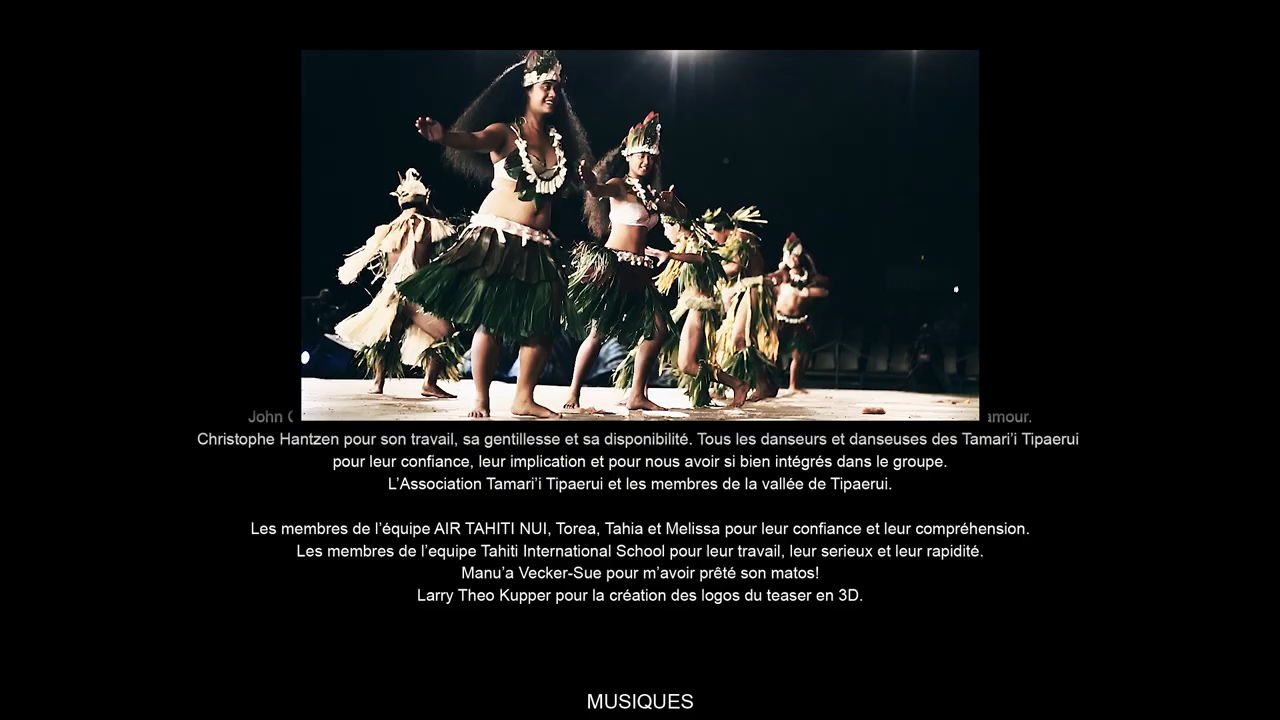 John
amour.
Christophe Hantzen pour son travail, sa gentillesse et sa disponibilité. Tous les danseurs et danseuses des Tamari’i Tipaerui
pour leur confiance, leur implication et pour nous avoir si bien intégrés dans le groupe.
L’Association Tamari’i Tipaerui et les membres de la vallée de Tipaerui.
Les membres de l’équipe AIR TAHITI NUI, Torea, Tahia et Melissa pour leur confiance et leur compréhension.
Les membres de l’equipe Tahiti International School pour leur travail, leur serieux et leur rapidité.
Manu’a Vecker-Sue pour m’avoir prêté son matos!
Larry Theo Kupper pour la création des logos du teaser en 3D.
MUSIQUES